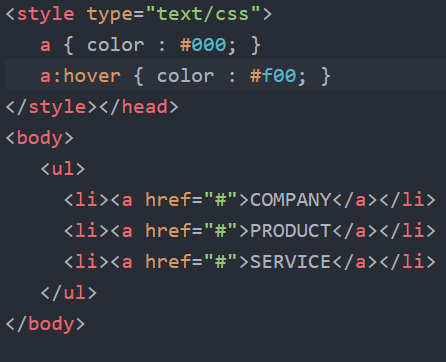 <style type="text/css">
a { color : #000; }
a:hover { color : #f00; }
</style></head>
<body>
<ul>
<li><a href="#">COMPANY</a></li>
<li><a href="#">PRODUCT</a></li>
<li><a href="#">SERVICE</a></li>
</ul>
</body>